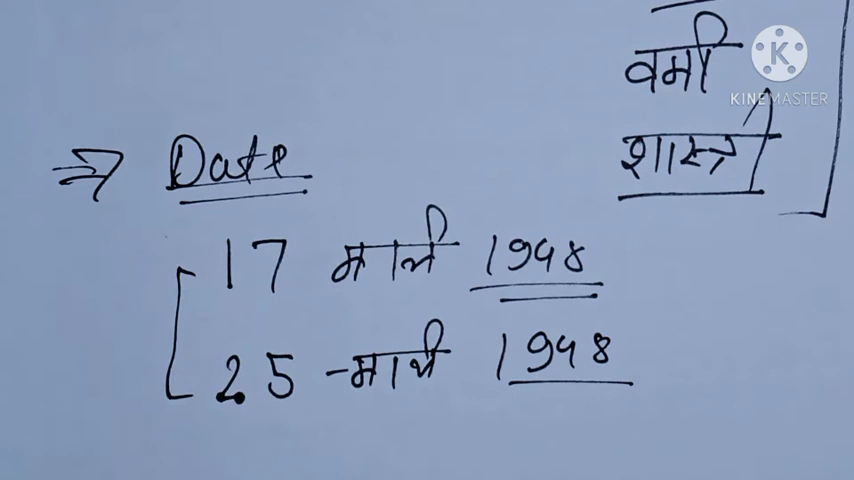 वर्मा
शास्त्री
⇒ Date
17 मार्च 1948
25 - मार्च 1948
KINEMASTER